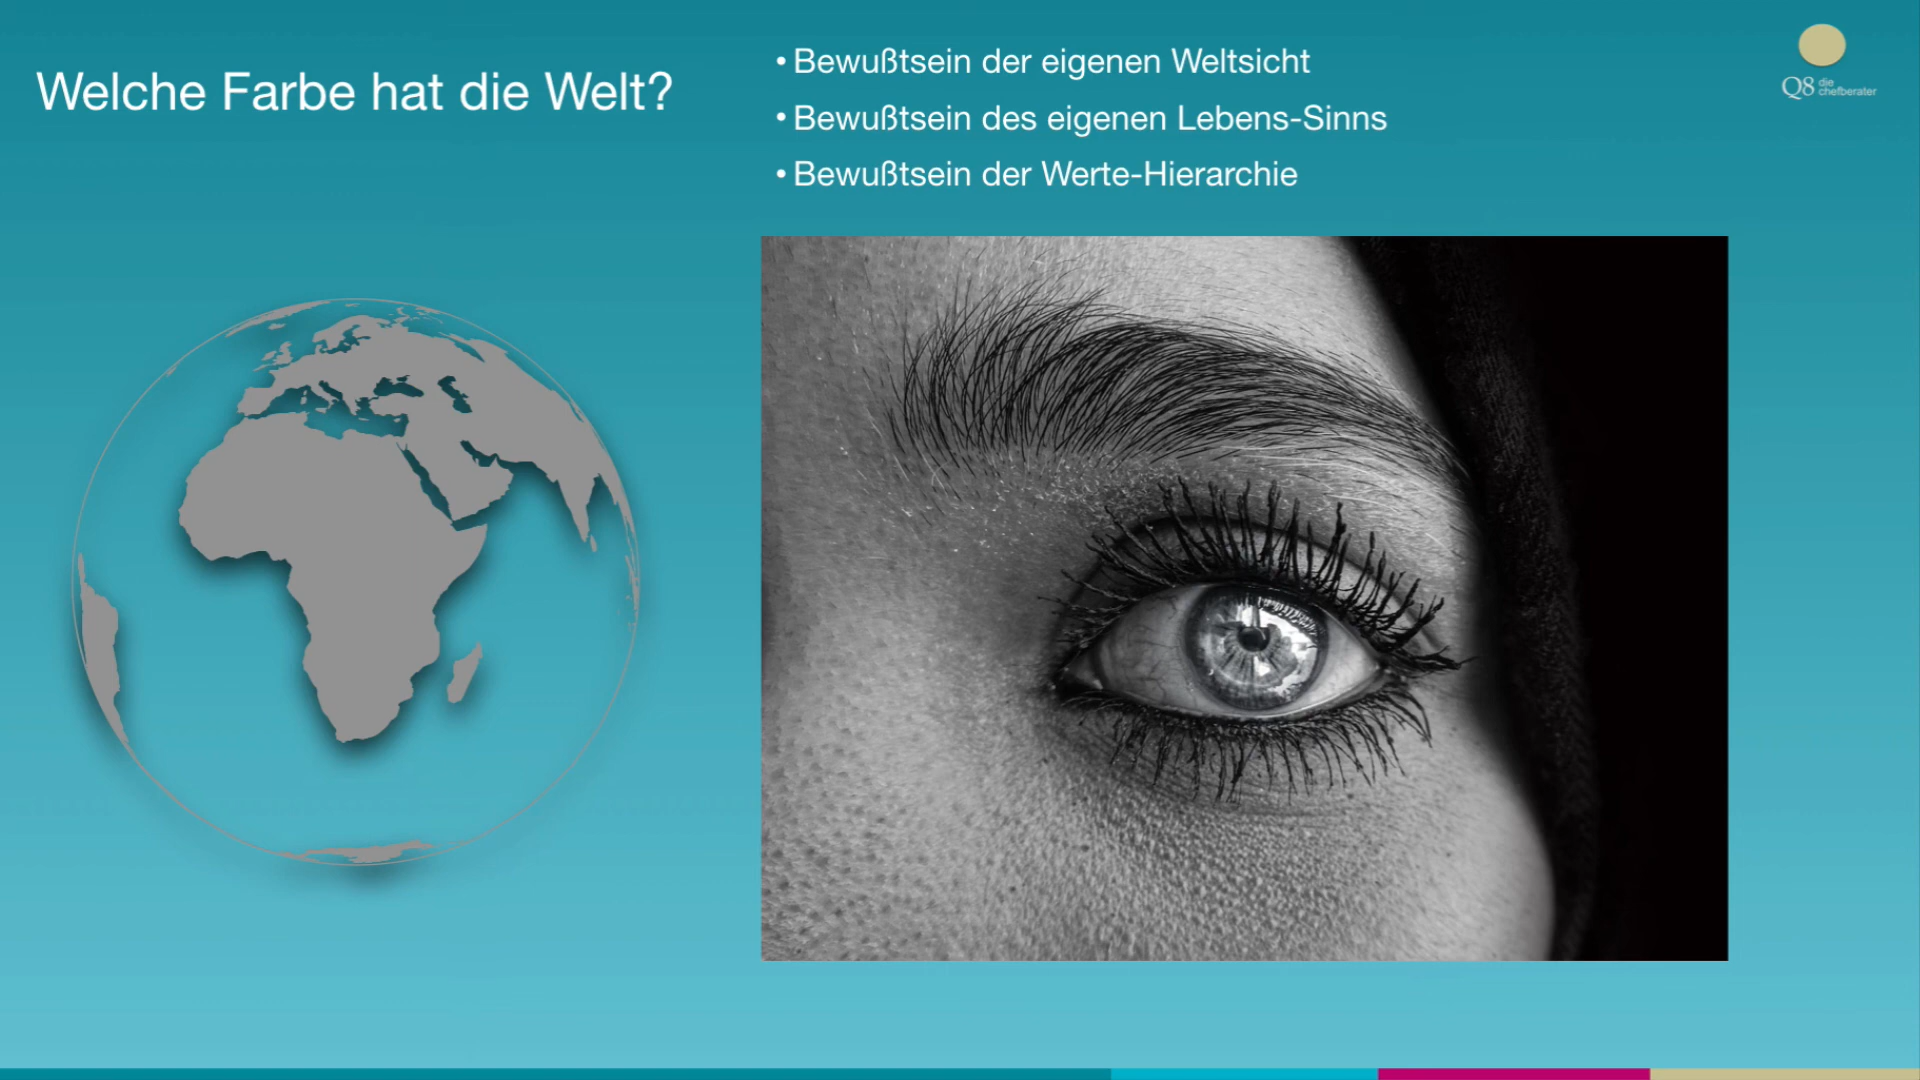 Welche Farbe hat die Welt?
• Bewußtsein der eigenen Weltsicht
• Bewußtsein des eigenen Lebens-Sinns
• Bewußtsein der Werte-Hierarchie
Q8 die chefberater